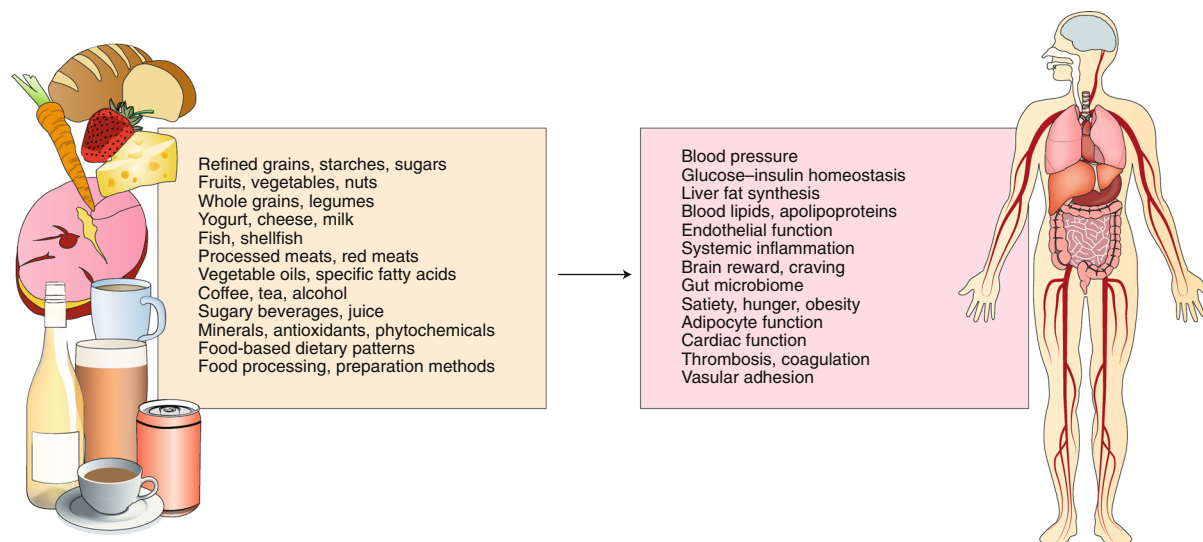 Refined grains, starches, sugars
Fruits, vegetables, nuts
Whole grains, legumes
Yogurt, cheese, milk
Fish, shellfish
Processed meats, red meats
Vegetable oils, specific fatty acids
Coffee, tea, alcohol
Sugary beverages, juice
Minerals, antioxidants, phytochemicals
Food-based dietary patterns
Food processing, preparation methods
Blood pressure
Glucose–insulin homeostasis
Liver fat synthesis
Blood lipids, apolipoproteins
Endothelial function
Systemic inflammation
Brain reward, craving
Gut microbiome
Satiety, hunger, obesity
Adipocyte function
Cardiac function
Thrombosis, coagulation
Vasular adhesion